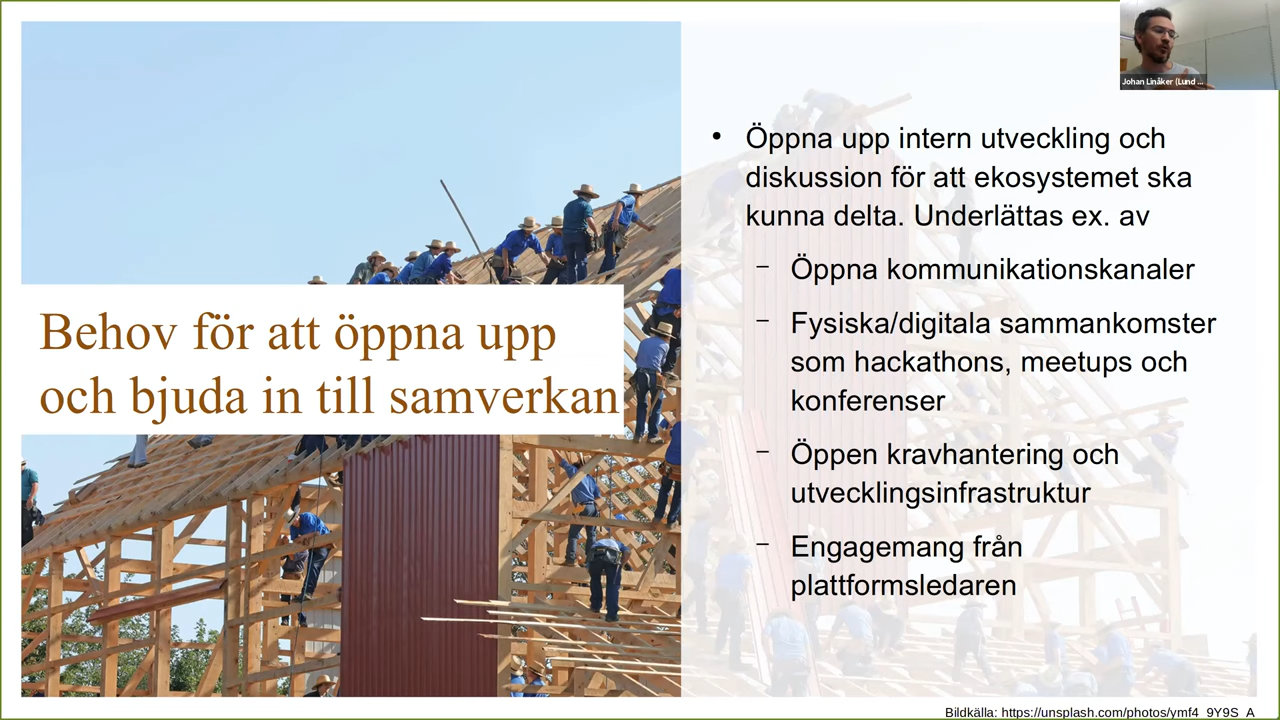 Johan Linåker (Lund ...
Behov för att öppna upp
och bjuda in till samverkan
• Öppna upp intern utveckling och
diskussion för att ekosystemet ska
kunna delta. Underlättas ex. av
– Öppna kommunikationskanaler
– Fysiska/digitala sammankomster
som hackathons, meetups och
konferenser
– Öppen kravhantering och
utvecklingsinfrastruktur
– Engagemang från
plattformsledaren
Bildkälla: https://unsplash.com/photos/ymf4_9Y9S_A